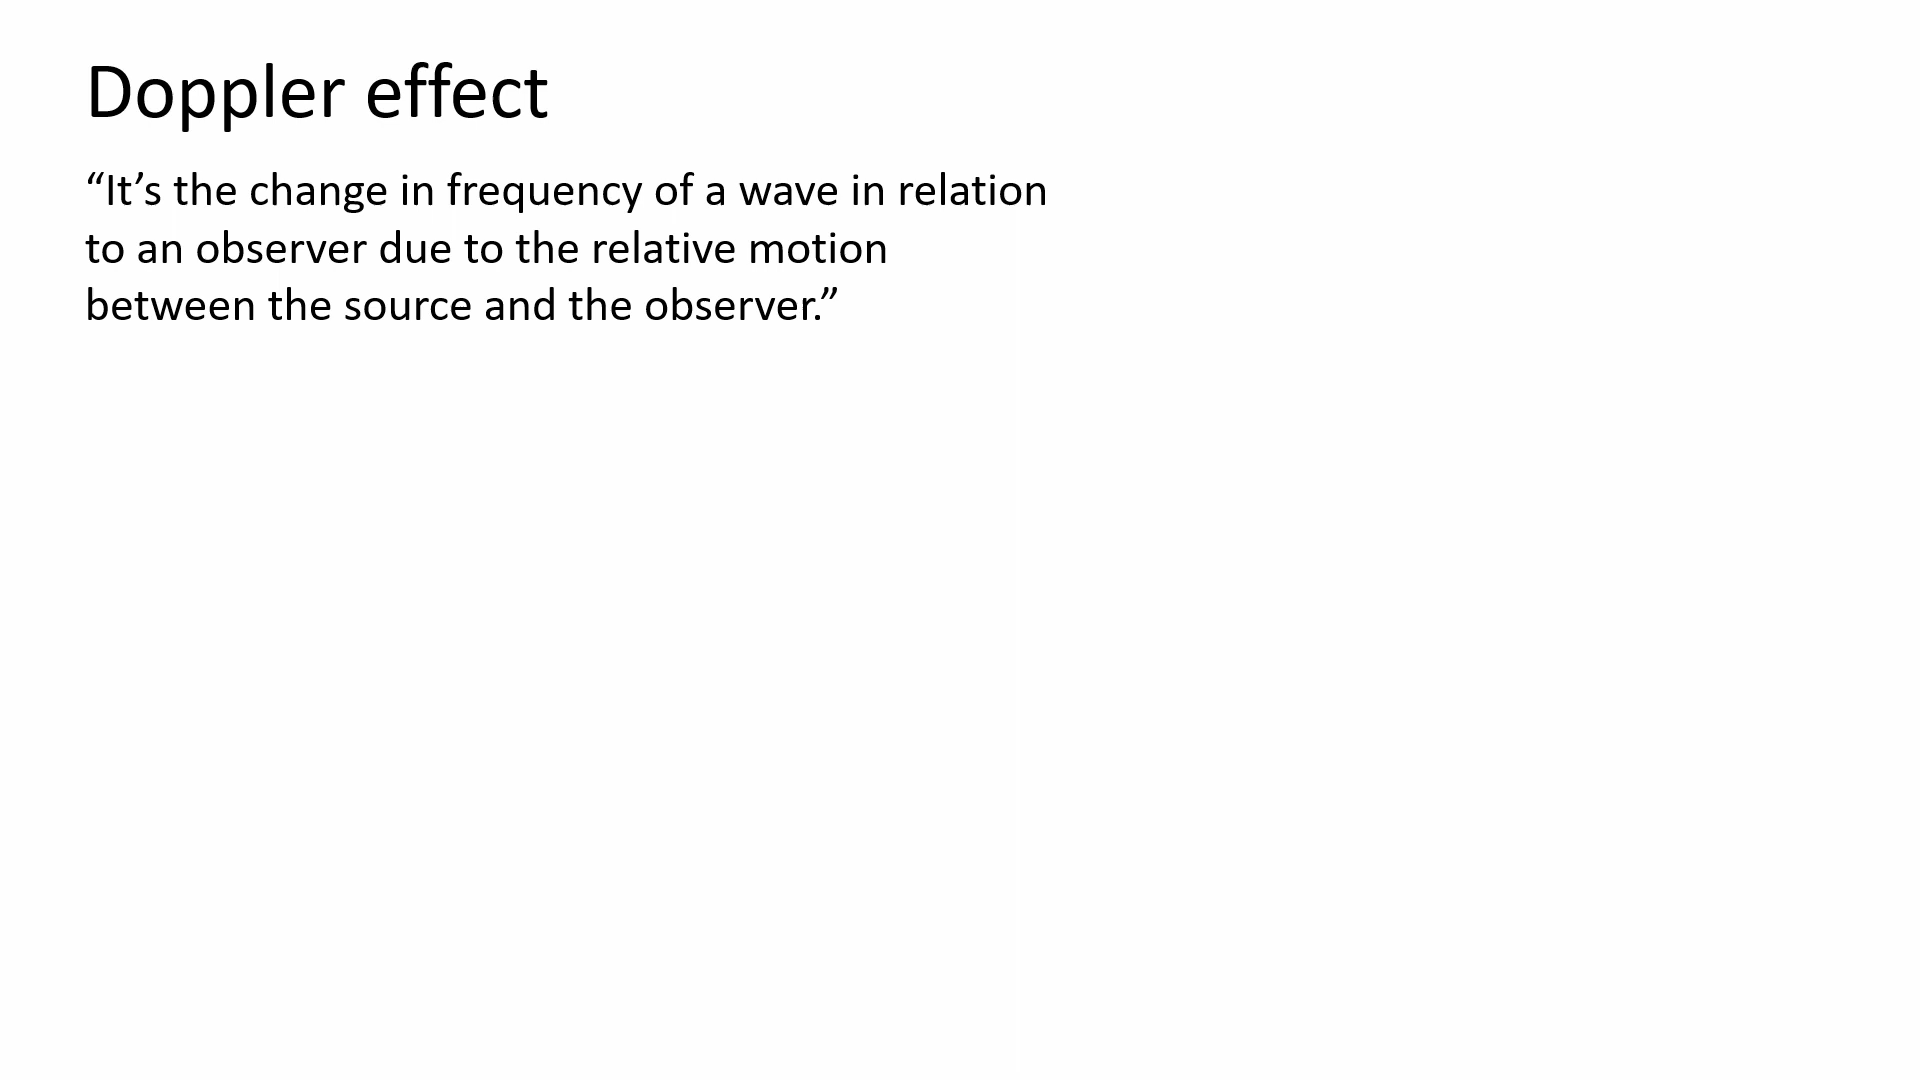 Doppler effect
“It’s the change in frequency of a wave in relation
to an observer due to the relative motion
between the source and the observer.”